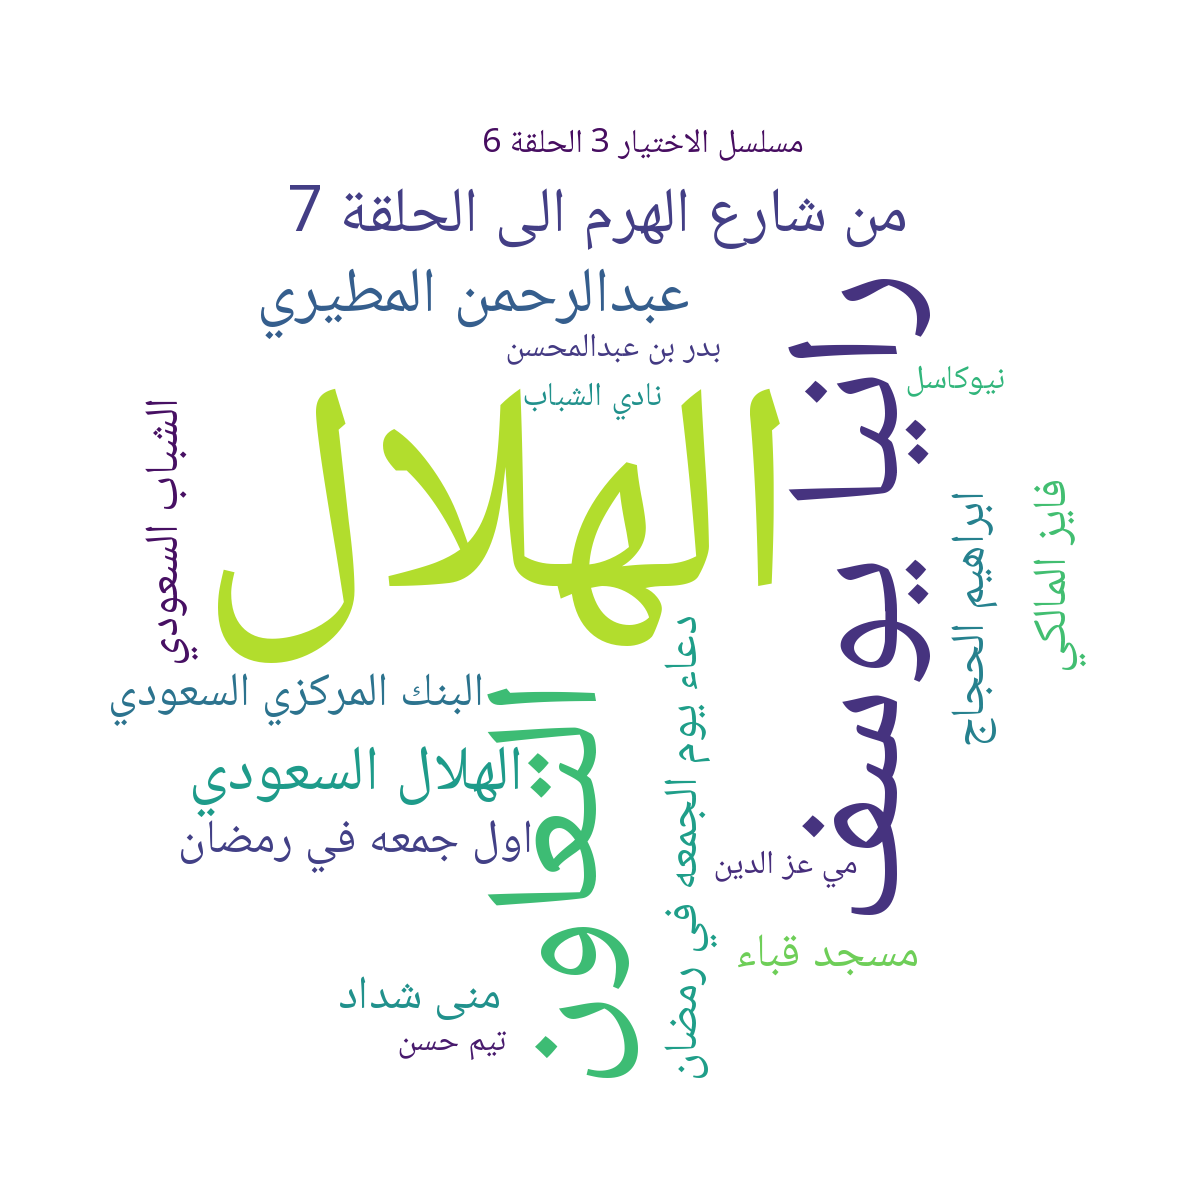 مسلسل الاختيار 3 الحلقة 6
من شارع الهرم الى الحلقة 7
عبدالرحمن المطيري
رانيا يوسف
بدر بن عبدالمحسن
نيوكاسل
نادي الشباب
الهلال
الشباب السعودي
فايز المالكي
ابراهيم الحجاج
دعاء يوم الجمعه في رمضان
البنك المركزي السعودي
التعاون
الهلال السعودي
اول جمعه في رمضان
مي عز الدين
مسجد قباء
منى شداد
تيم حسن